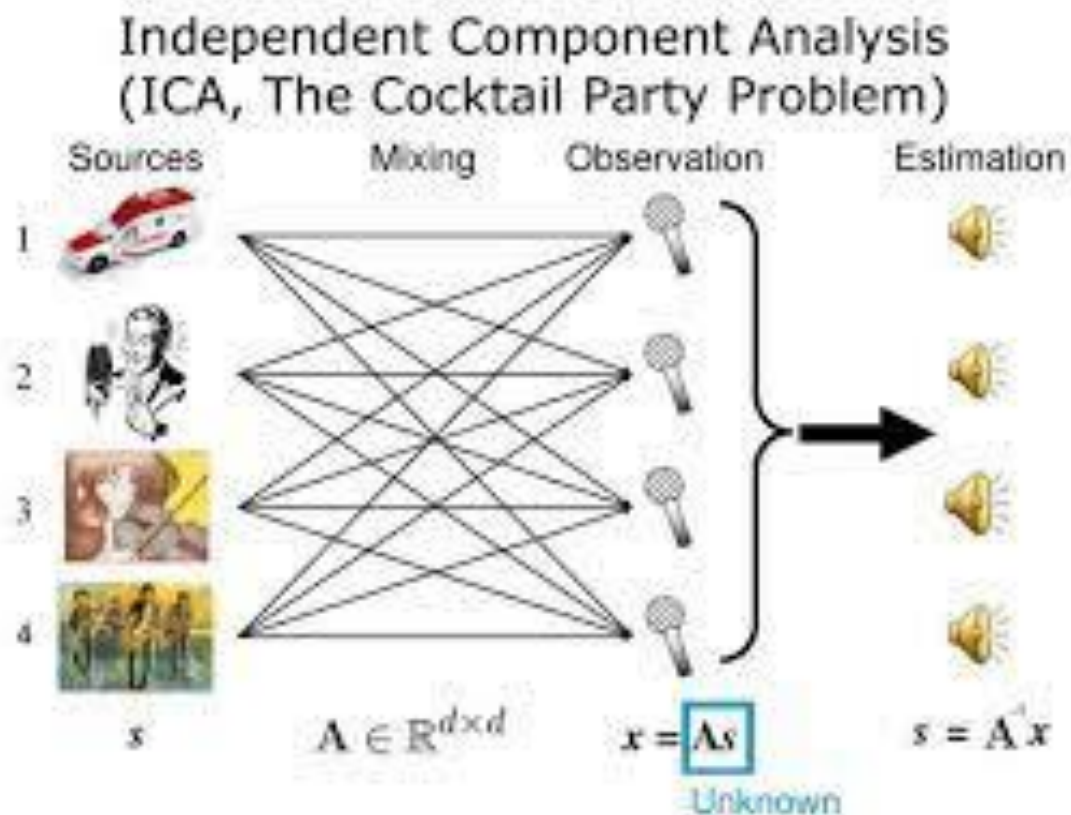 Independent Component Analysis
(ICA, The Cocktail Party Problem)
Sources Mixing Observation Estimation
1
2
3
4
s A ∈ ℝ^{d×d} x = As s = A⁻¹x
Unknown